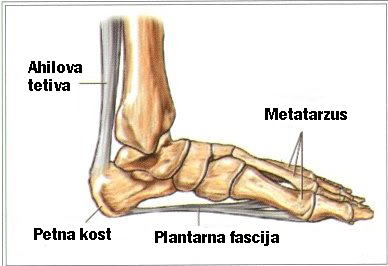 Ahilova
tetiva
Metatarzus
Petna kost
Plantarna fascija